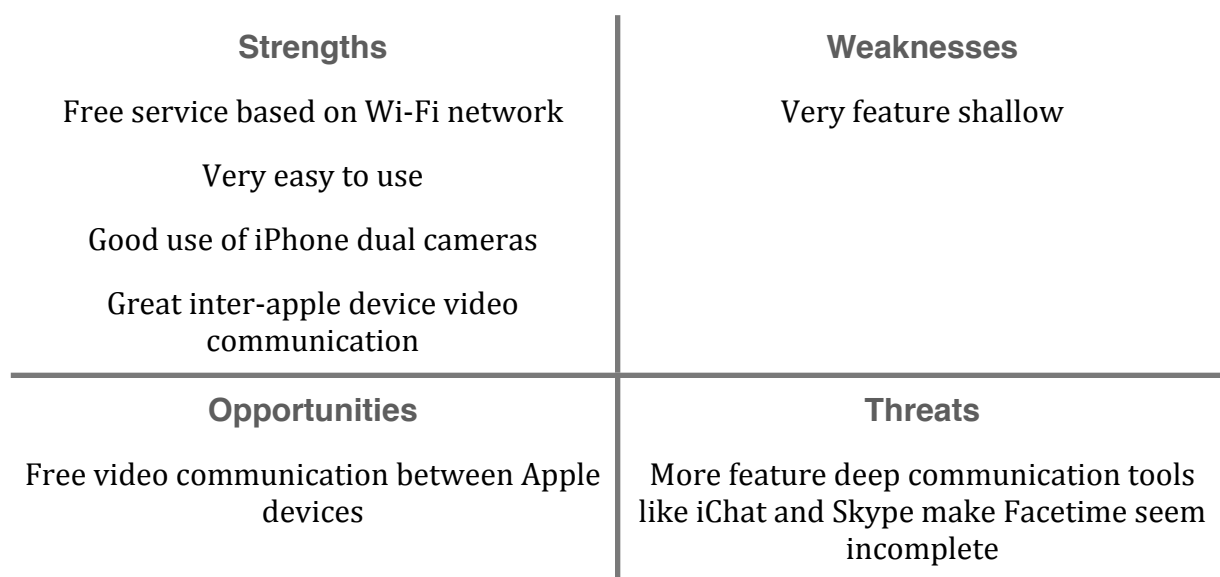 Strengths
Free service based on Wi-Fi network
Very easy to use
Good use of iPhone dual cameras
Great inter-apple device video
communication
Weaknesses
Very feature shallow
Opportunities
Free video communication between Apple
devices
Threats
More feature deep communication tools
like iChat and Skype make Facetime seem
incomplete